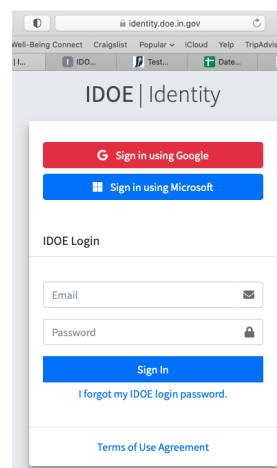 identity.doe.in.gov
Well-Being Connect Craigslist Popular iCloud Yelp TripAdvis
IDO... Test... Date...
IDOE | Identity
G Sign in using Google
Sign in using Microsoft
IDOE Login
Email
Password
Sign In
I forgot my IDOE login password.
Terms of Use Agreement